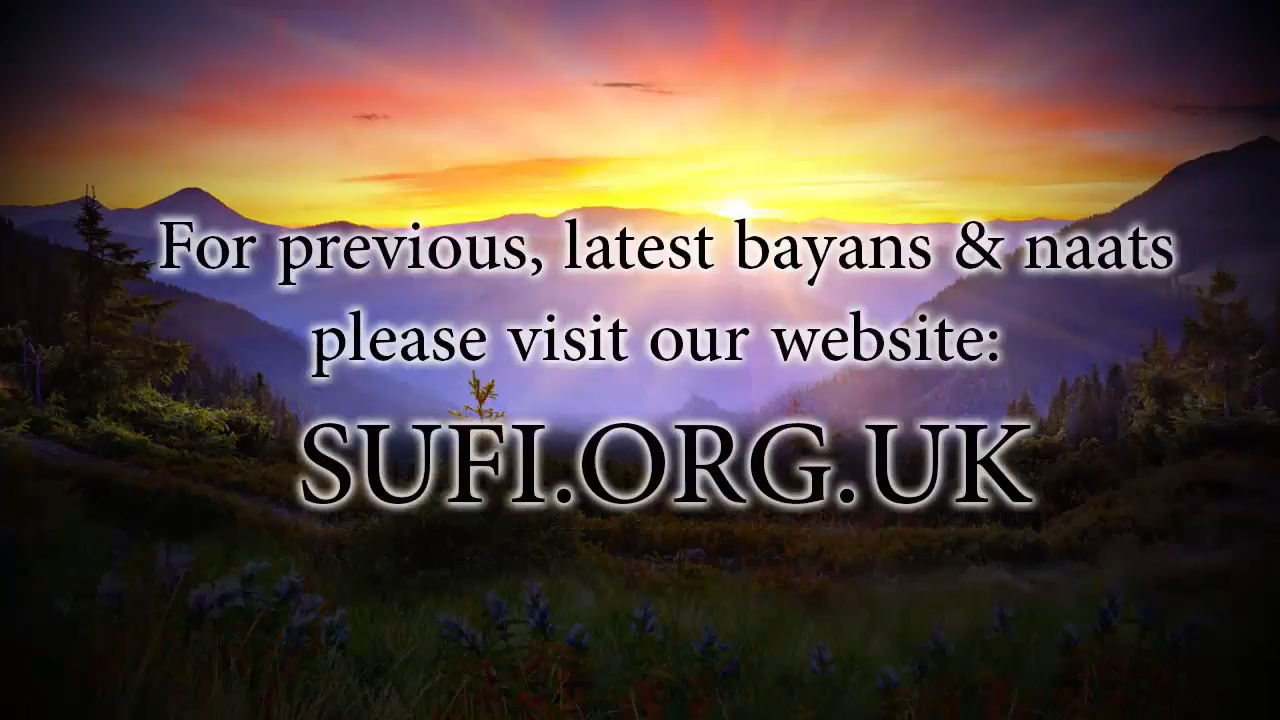 For previous, latest bayans & naats
please visit our website:
SUFI.ORG.UK